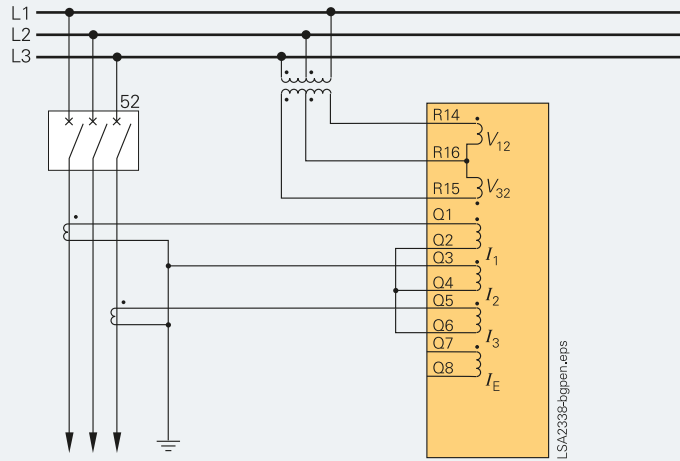 L1
L2
L3
52
R14
V12
R16
R15
V32
Q1
Q2
I1
Q3
Q4
I2
Q5
Q6
I3
Q7
Q8
IE
LSA2338-bgpen.eps